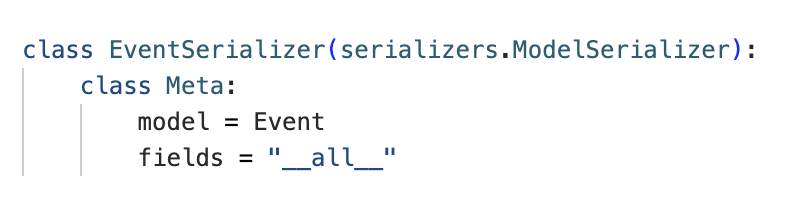 class EventSerializer(serializers.ModelSerializer):
    class Meta:
        model = Event
        fields = "__all__"